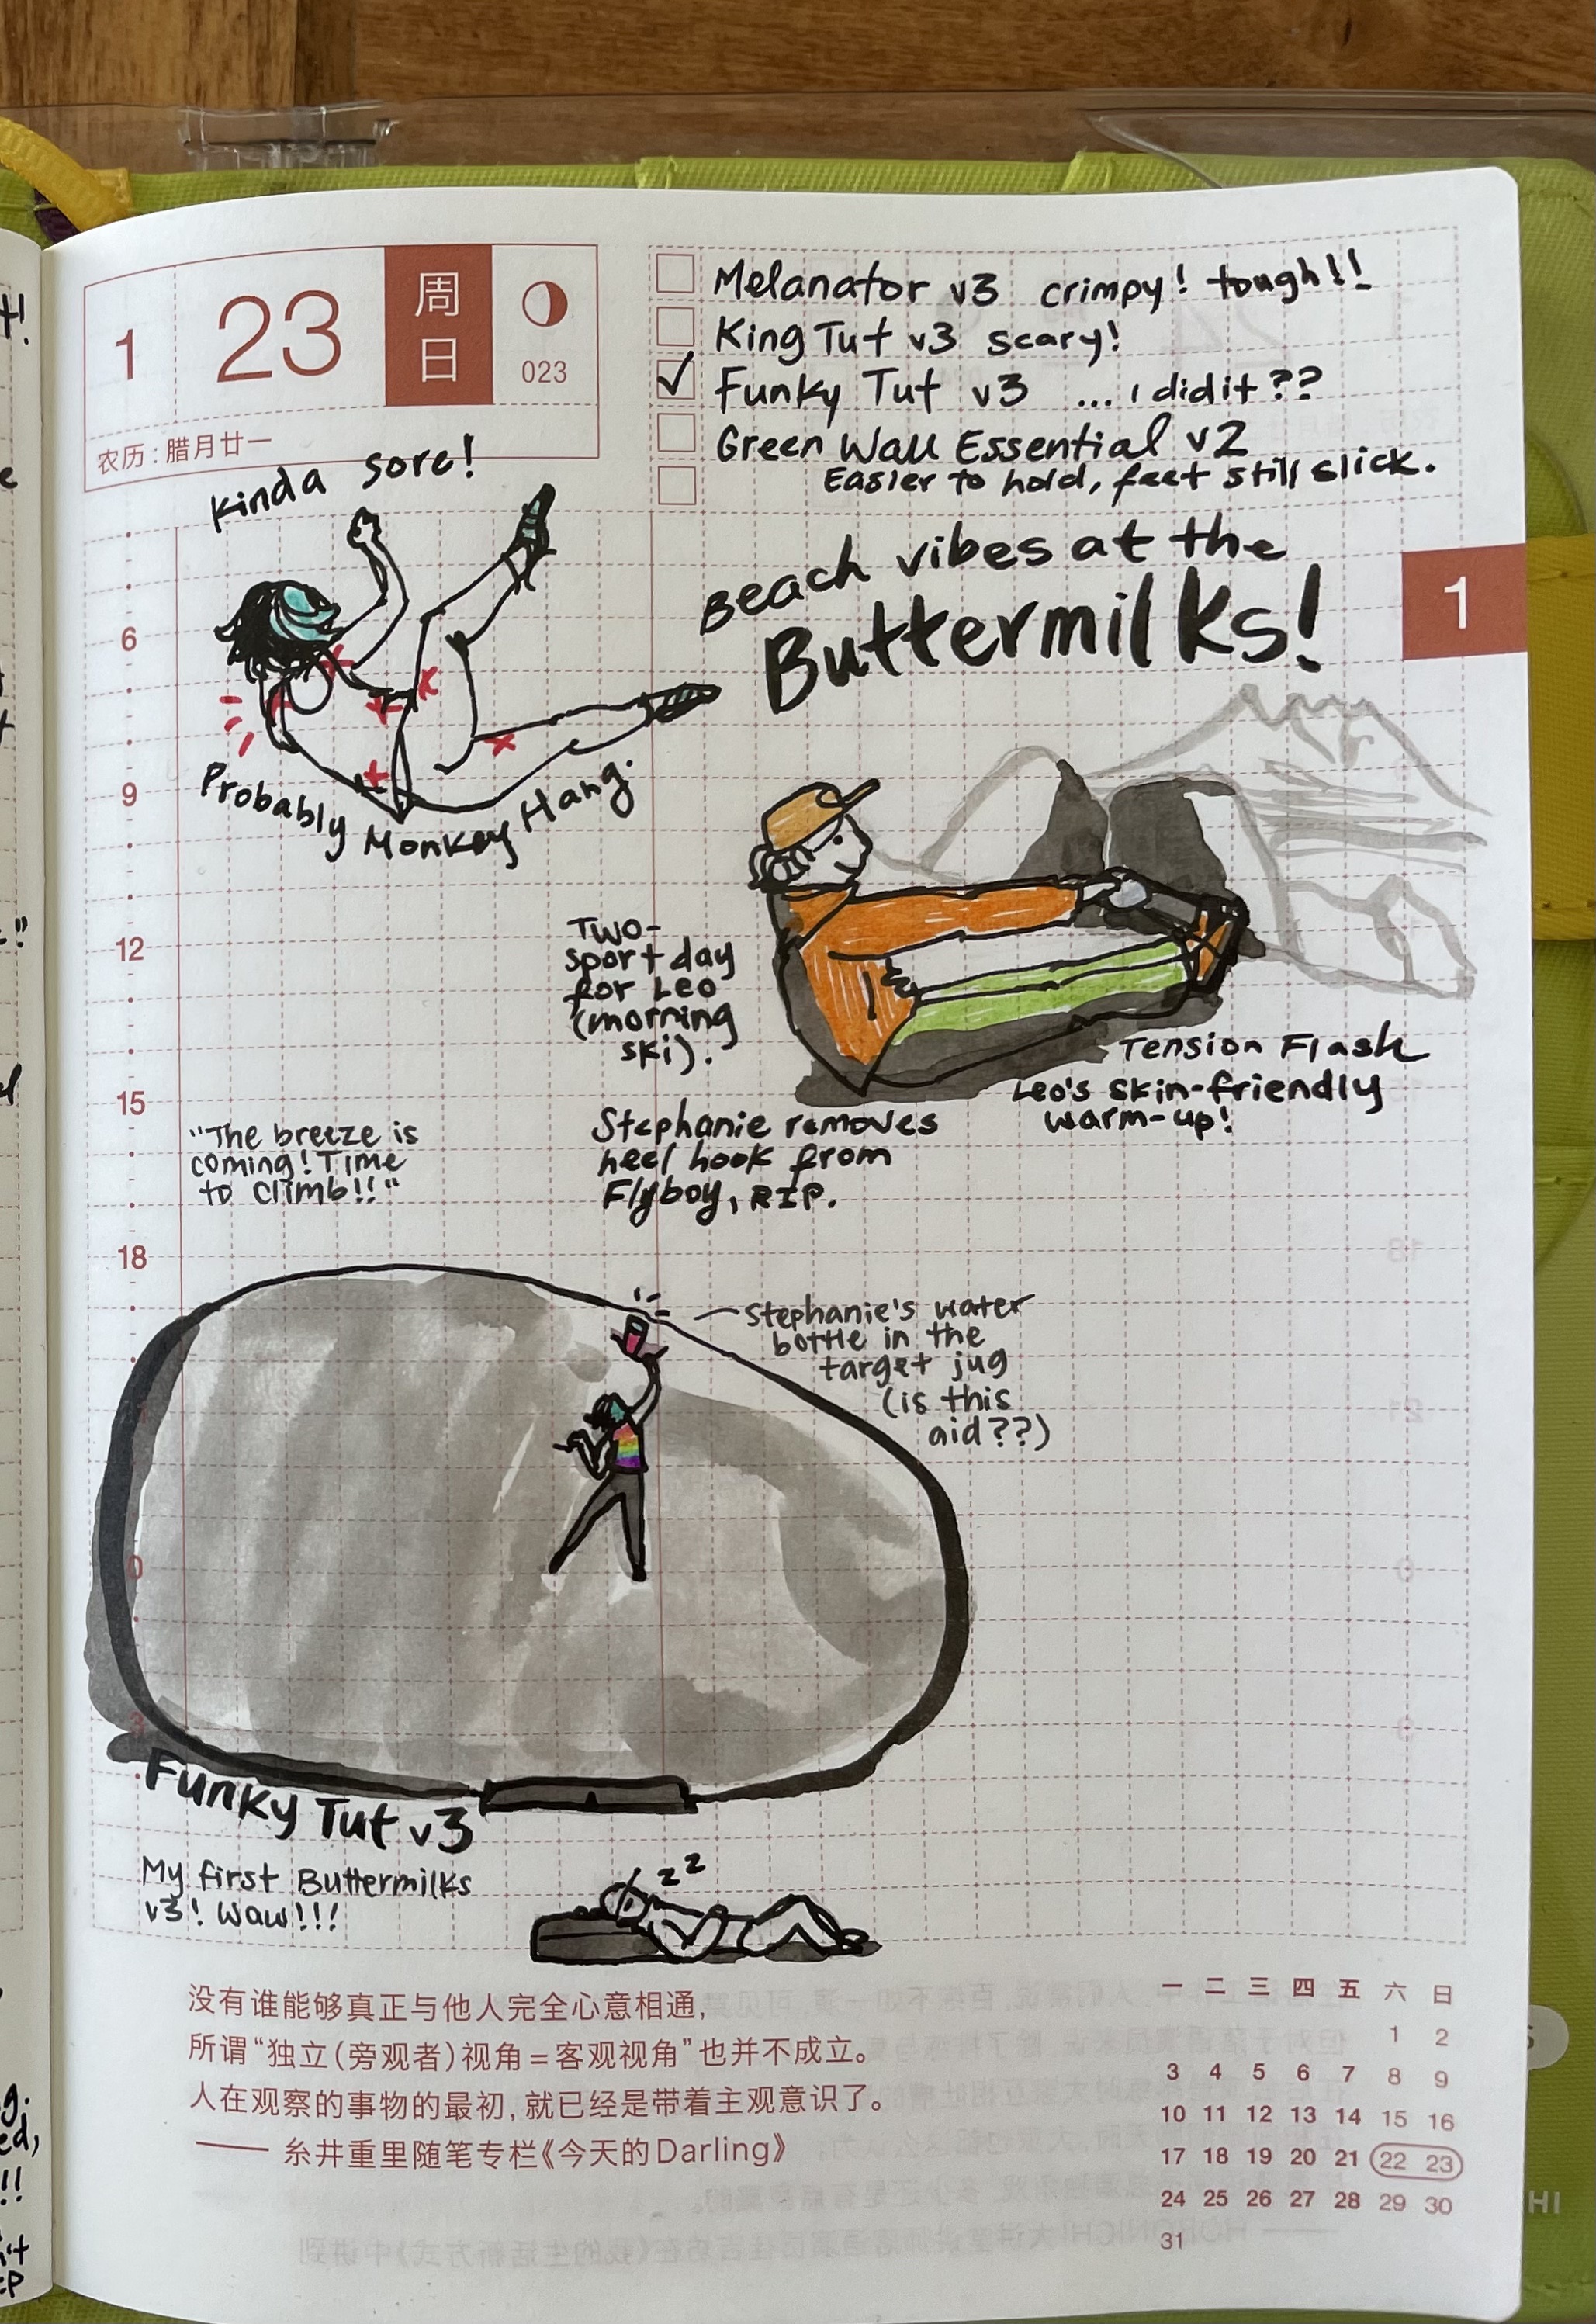 1
23
周
日
023
农历:腊月廿一
Melanator v3 crimpy! tough!!
King Tut v3 scary!
Funky Tut v3 ... I did it??
Green Wall Essential v2
Easier to hold, feet still slick.
Kinda sore!
Probably Monkey Hang.
Beach vibes at the
Buttermilks!
1
6
9
12
15
18
0
3
Two-
sport day
for Leo
(morning
ski).
Tension Flash
Leo's skin-friendly
warm-up!
"The breeze is
coming! Time
to climb!!"
Stephanie removes
heel hook from
Flyboy, RIP.
Stephanie's water
bottle in the
target jug
(is this
aid??)
Funky Tut v3
My first Buttermilks
v3! Waw!!!
z z
没有谁能够真正与他人完全心意相通,
所谓“独立(旁观者)视角=客观视角”也并不成立。
人在观察的事物的最初,就已经是带着主观意识了。
—— 糸井重里随笔专栏《今天的Darling》
一 二 三 四 五 六 日
1 2
3 4 5 6 7 8 9
10 11 12 13 14 15 16
17 18 19 20 21 22 23
24 25 26 27 28 29 30
31
HI